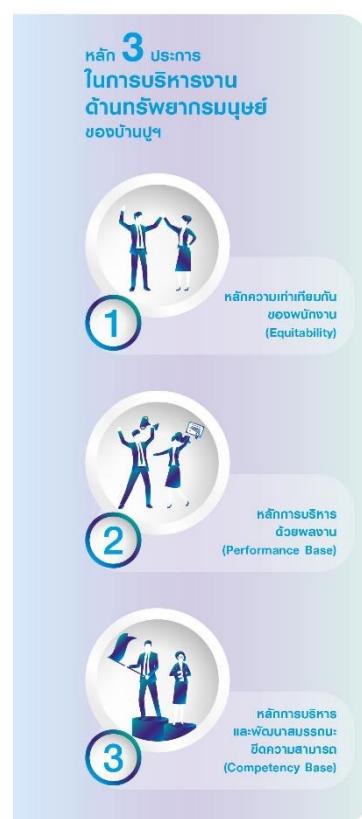 หลัก 3 ประการ
ในการบริหารงาน
ด้านทรัพยากรมนุษย์
ของบ้านปูฯ
1
หลักความเท่าเทียมกัน
ของพนักงาน
(Equitability)
2
หลักการบริหาร
ด้วยผลงาน
(Performance Base)
3
หลักการบริหาร
และพัฒนาสมรรถนะ
ขีดความสามารถ
(Competency Base)